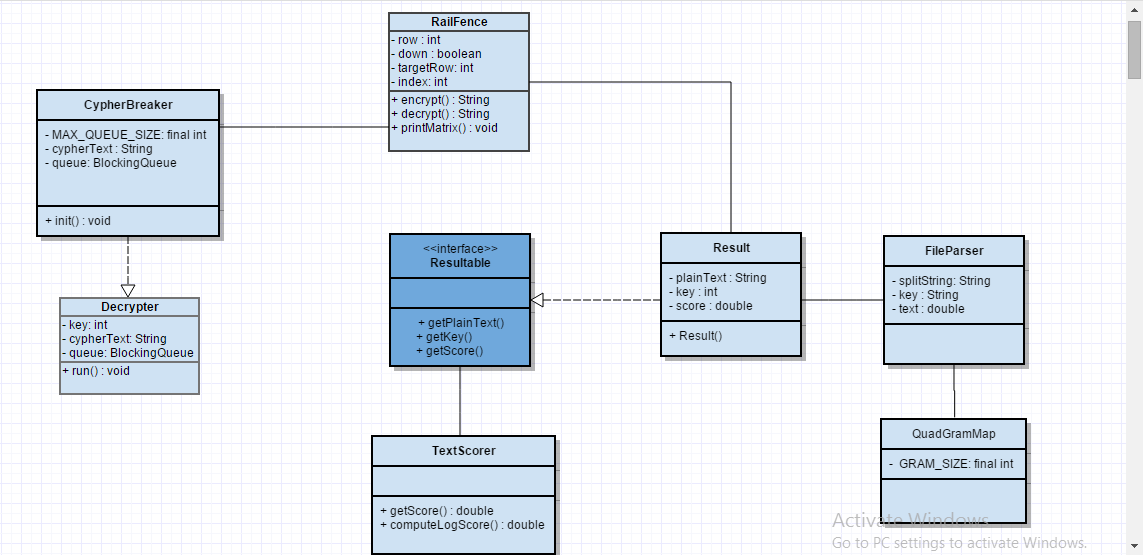 RailFence
- row : int
- down : boolean
- targetRow: int
- index: int
+ encrypt() : String
+ decrypt() : String
+ printMatrix() : void
CypherBreaker
- MAX_QUEUE_SIZE: final int
- cypherText : String
- queue: BlockingQueue
+ init() : void
Decrypter
- key: int
- cypherText: String
- queue: BlockingQueue
+ run() : void
<<interface>>
Resultable
+ getPlainText()
+ getKey()
+ getScore()
Result
- plainText : String
- key : int
- score : double
+ Result()
FileParser
- splitString: String
- key : String
- text : double
TextScorer
+ getScore() : double
+ computeLogScore() : double
QuadGramMap
- GRAM_SIZE: final int
Activate Windows
Go to PC settings to activate Windows.